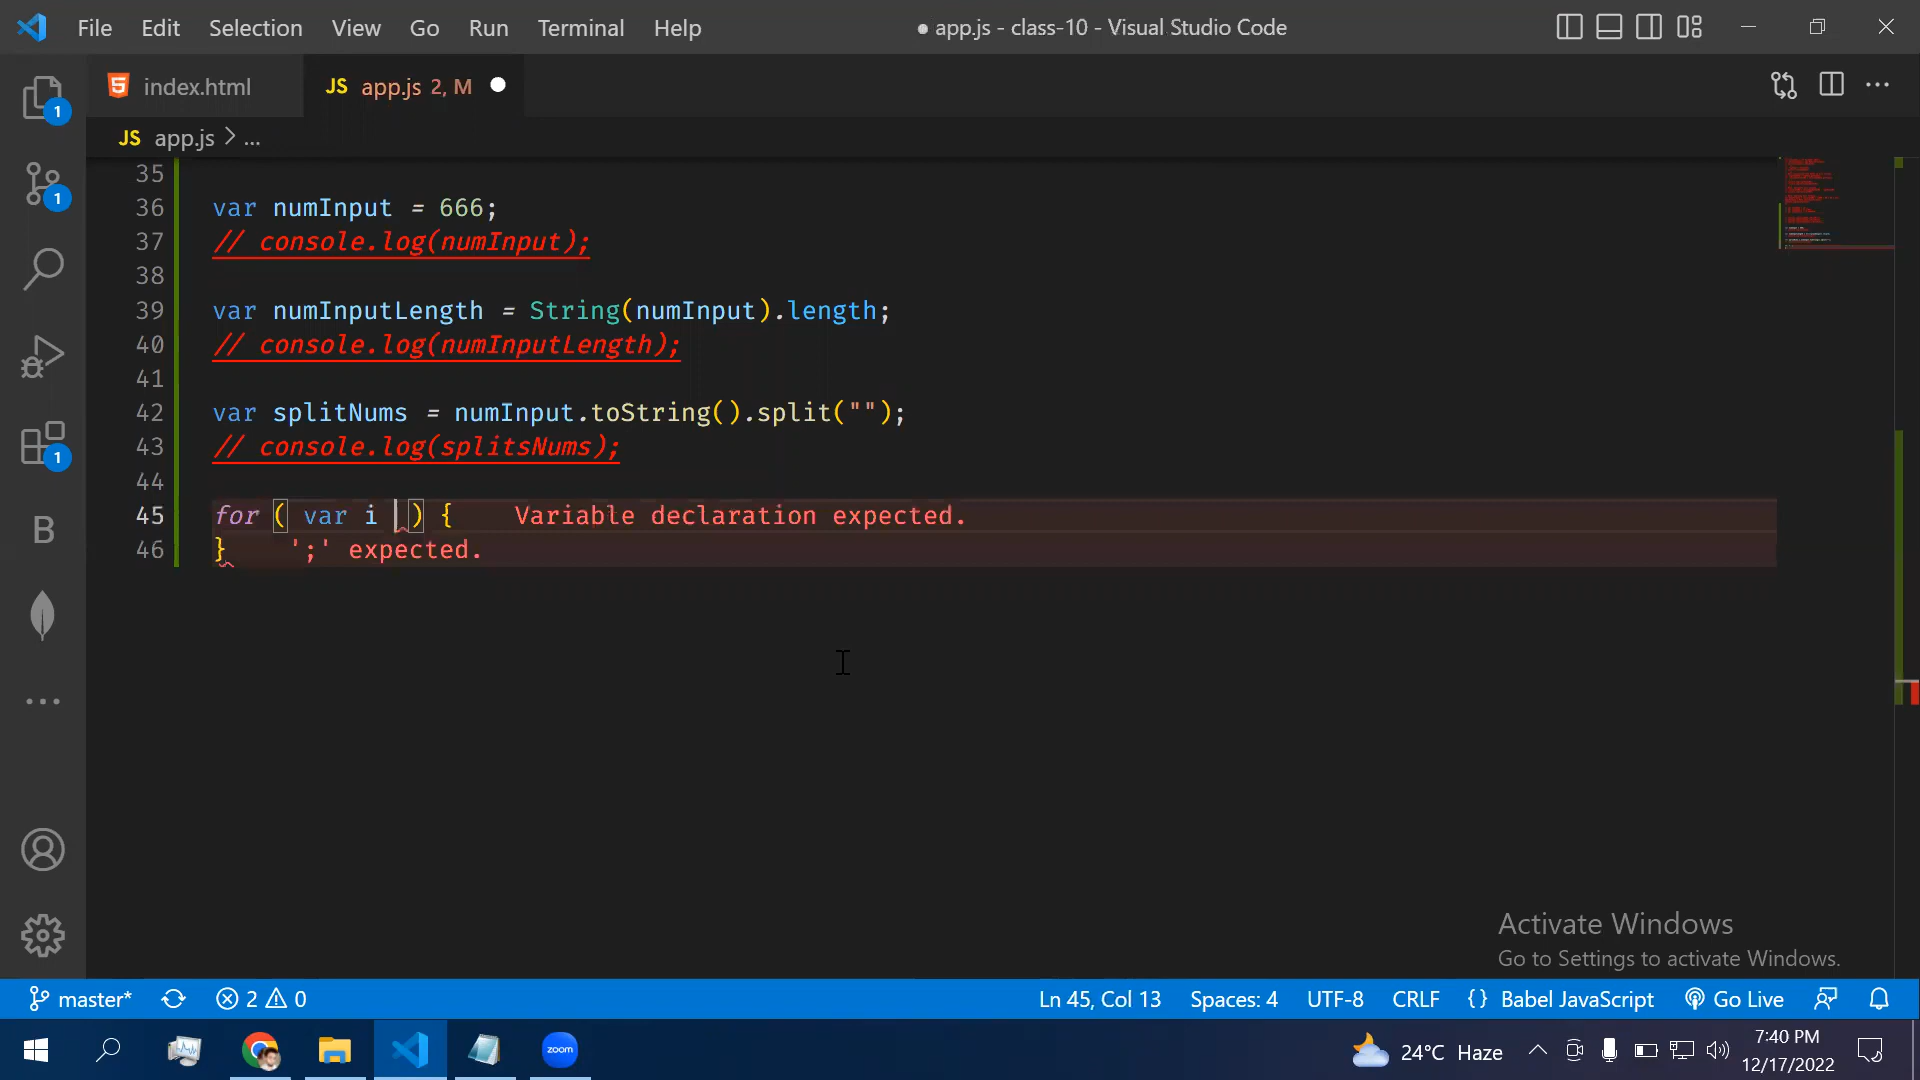 File Edit Selection View Go Run Terminal Help
● app.js - class-10 - Visual Studio Code
index.html
JS app.js 2, M
JS app.js > ...
35
36 var numInput = 666;
37 // console.log(numInput);
38
39 var numInputLength = String(numInput).length;
40 // console.log(numInputLength);
41
42 var splitNums = numInput.toString().split("");
43 // console.log(splitsNums);
44
45 for ( var i ) { Variable declaration expected.
46 } ';' expected.
1
1
1
B
Activate Windows
Go to Settings to activate Windows.
master* 2 0 Ln 45, Col 13 Spaces: 4 UTF-8 CRLF {} Babel JavaScript Go Live
zoom
24°C Haze
7:40 PM
12/17/2022